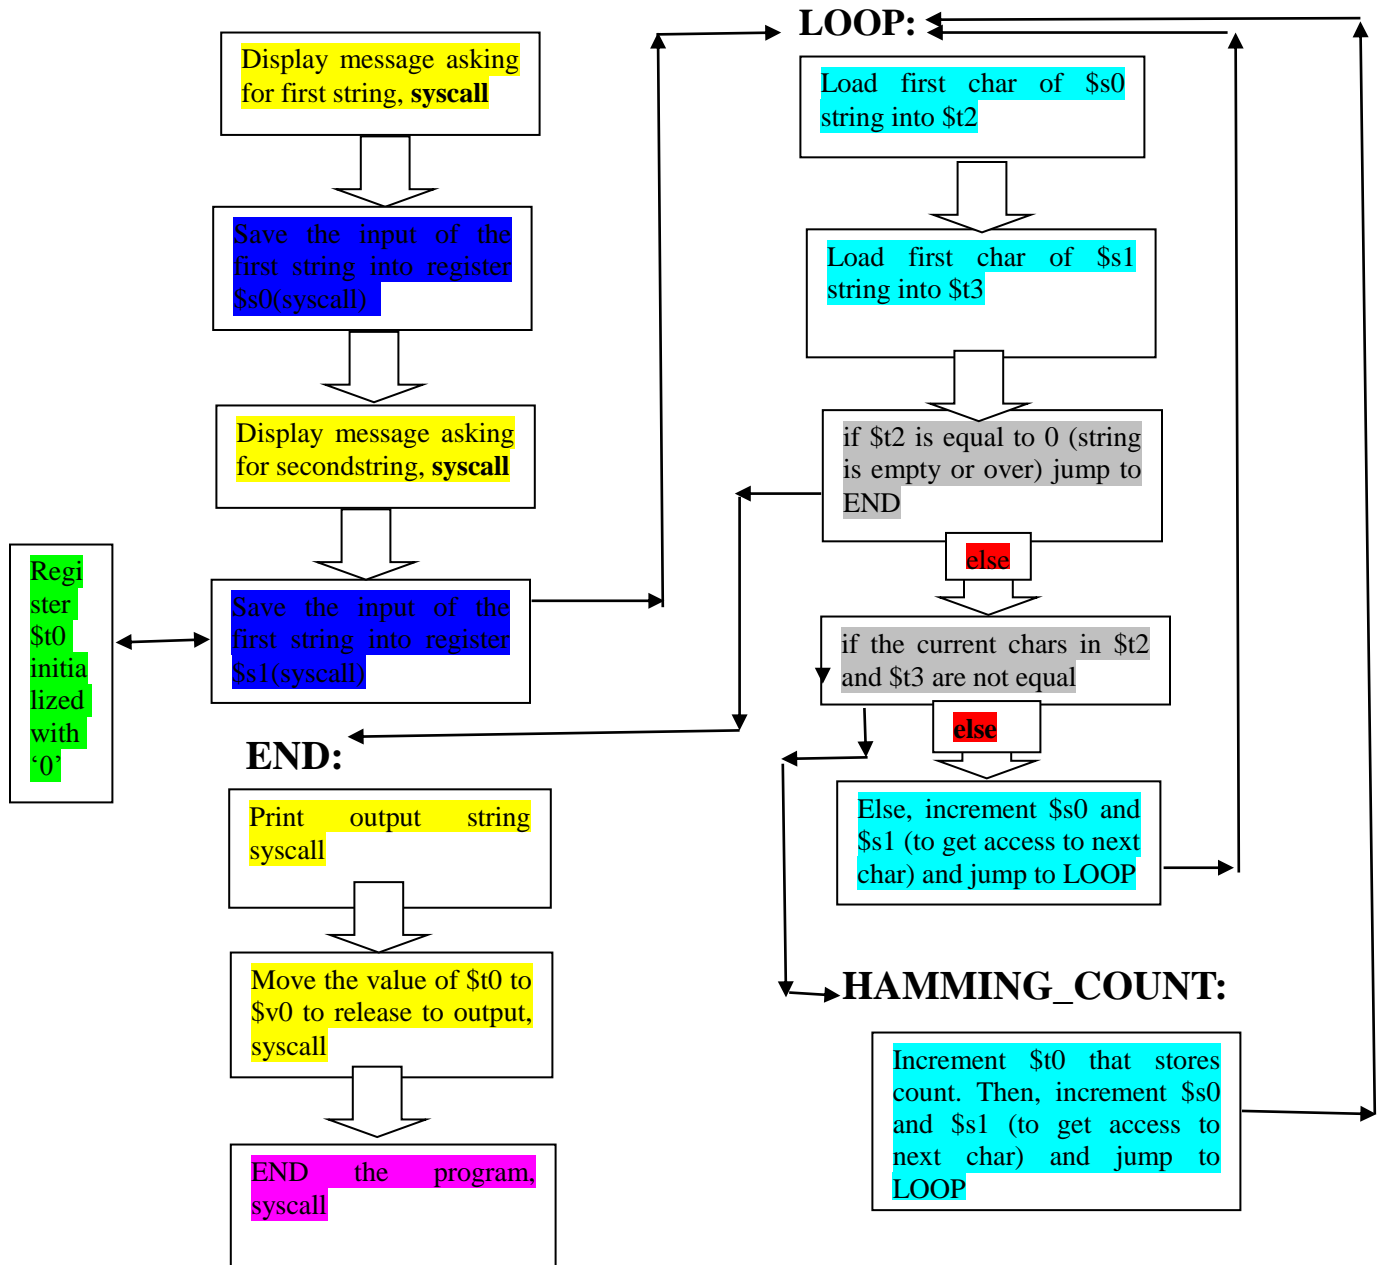 Display message asking
for first string, syscall
Save the input of the
first string into register
$s0(syscall)
Display message asking
for secondstring, syscall
Regi
ster
$t0
initia
lized
with
‘0’
Save the input of the
first string into register
$s1(syscall)
END:
Print output string
syscall
Move the value of $t0 to
$v0 to release to output,
syscall
END the program,
syscall
LOOP:
Load first char of $s0
string into $t2
Load first char of $s1
string into $t3
if $t2 is equal to 0 (string
is empty or over) jump to
END
else
if the current chars in $t2
and $t3 are not equal
else
Else, increment $s0 and
$s1 (to get access to next
char) and jump to LOOP
HAMMING_COUNT:
Increment $t0 that stores
count. Then, increment $s0
and $s1 (to get access to
next char) and jump to
LOOP